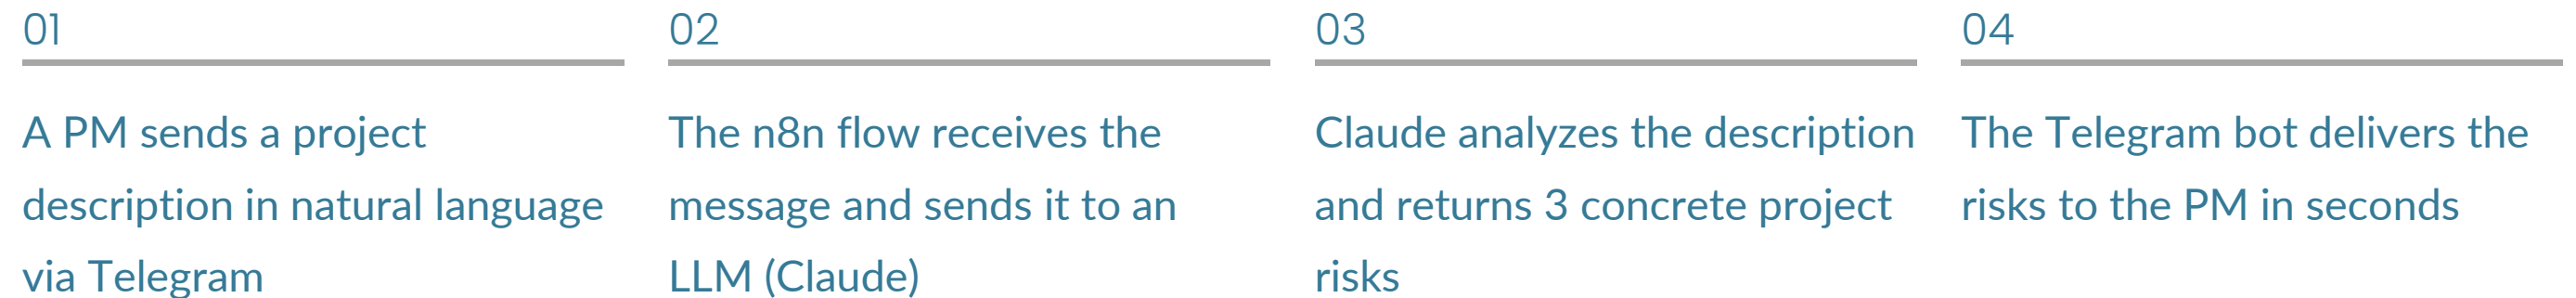 01
A PM sends a project
description in natural language
via Telegram
02
The n8n flow receives the
message and sends it to an
LLM (Claude)
03
Claude analyzes the description
and returns 3 concrete project
risks
04
The Telegram bot delivers the
risks to the PM in seconds